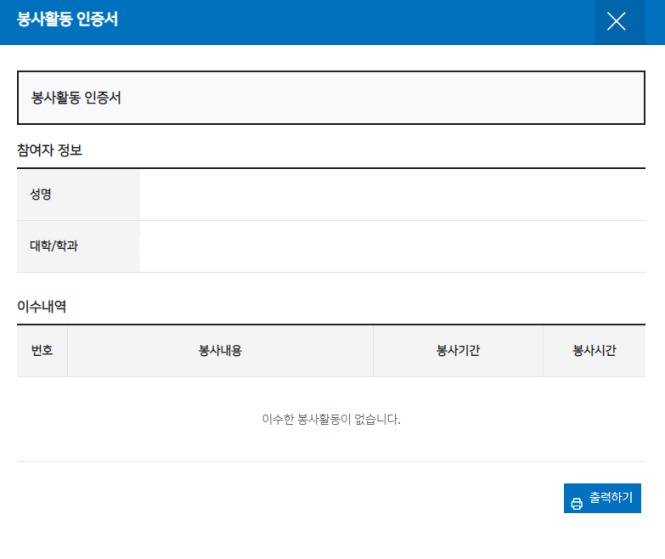 봉사활동 인증서
봉사활동 인증서
참여자 정보
성명
대학/학과
이수내역
번호 봉사내용 봉사기간 봉사시간
이수한 봉사활동이 없습니다.
출력하기